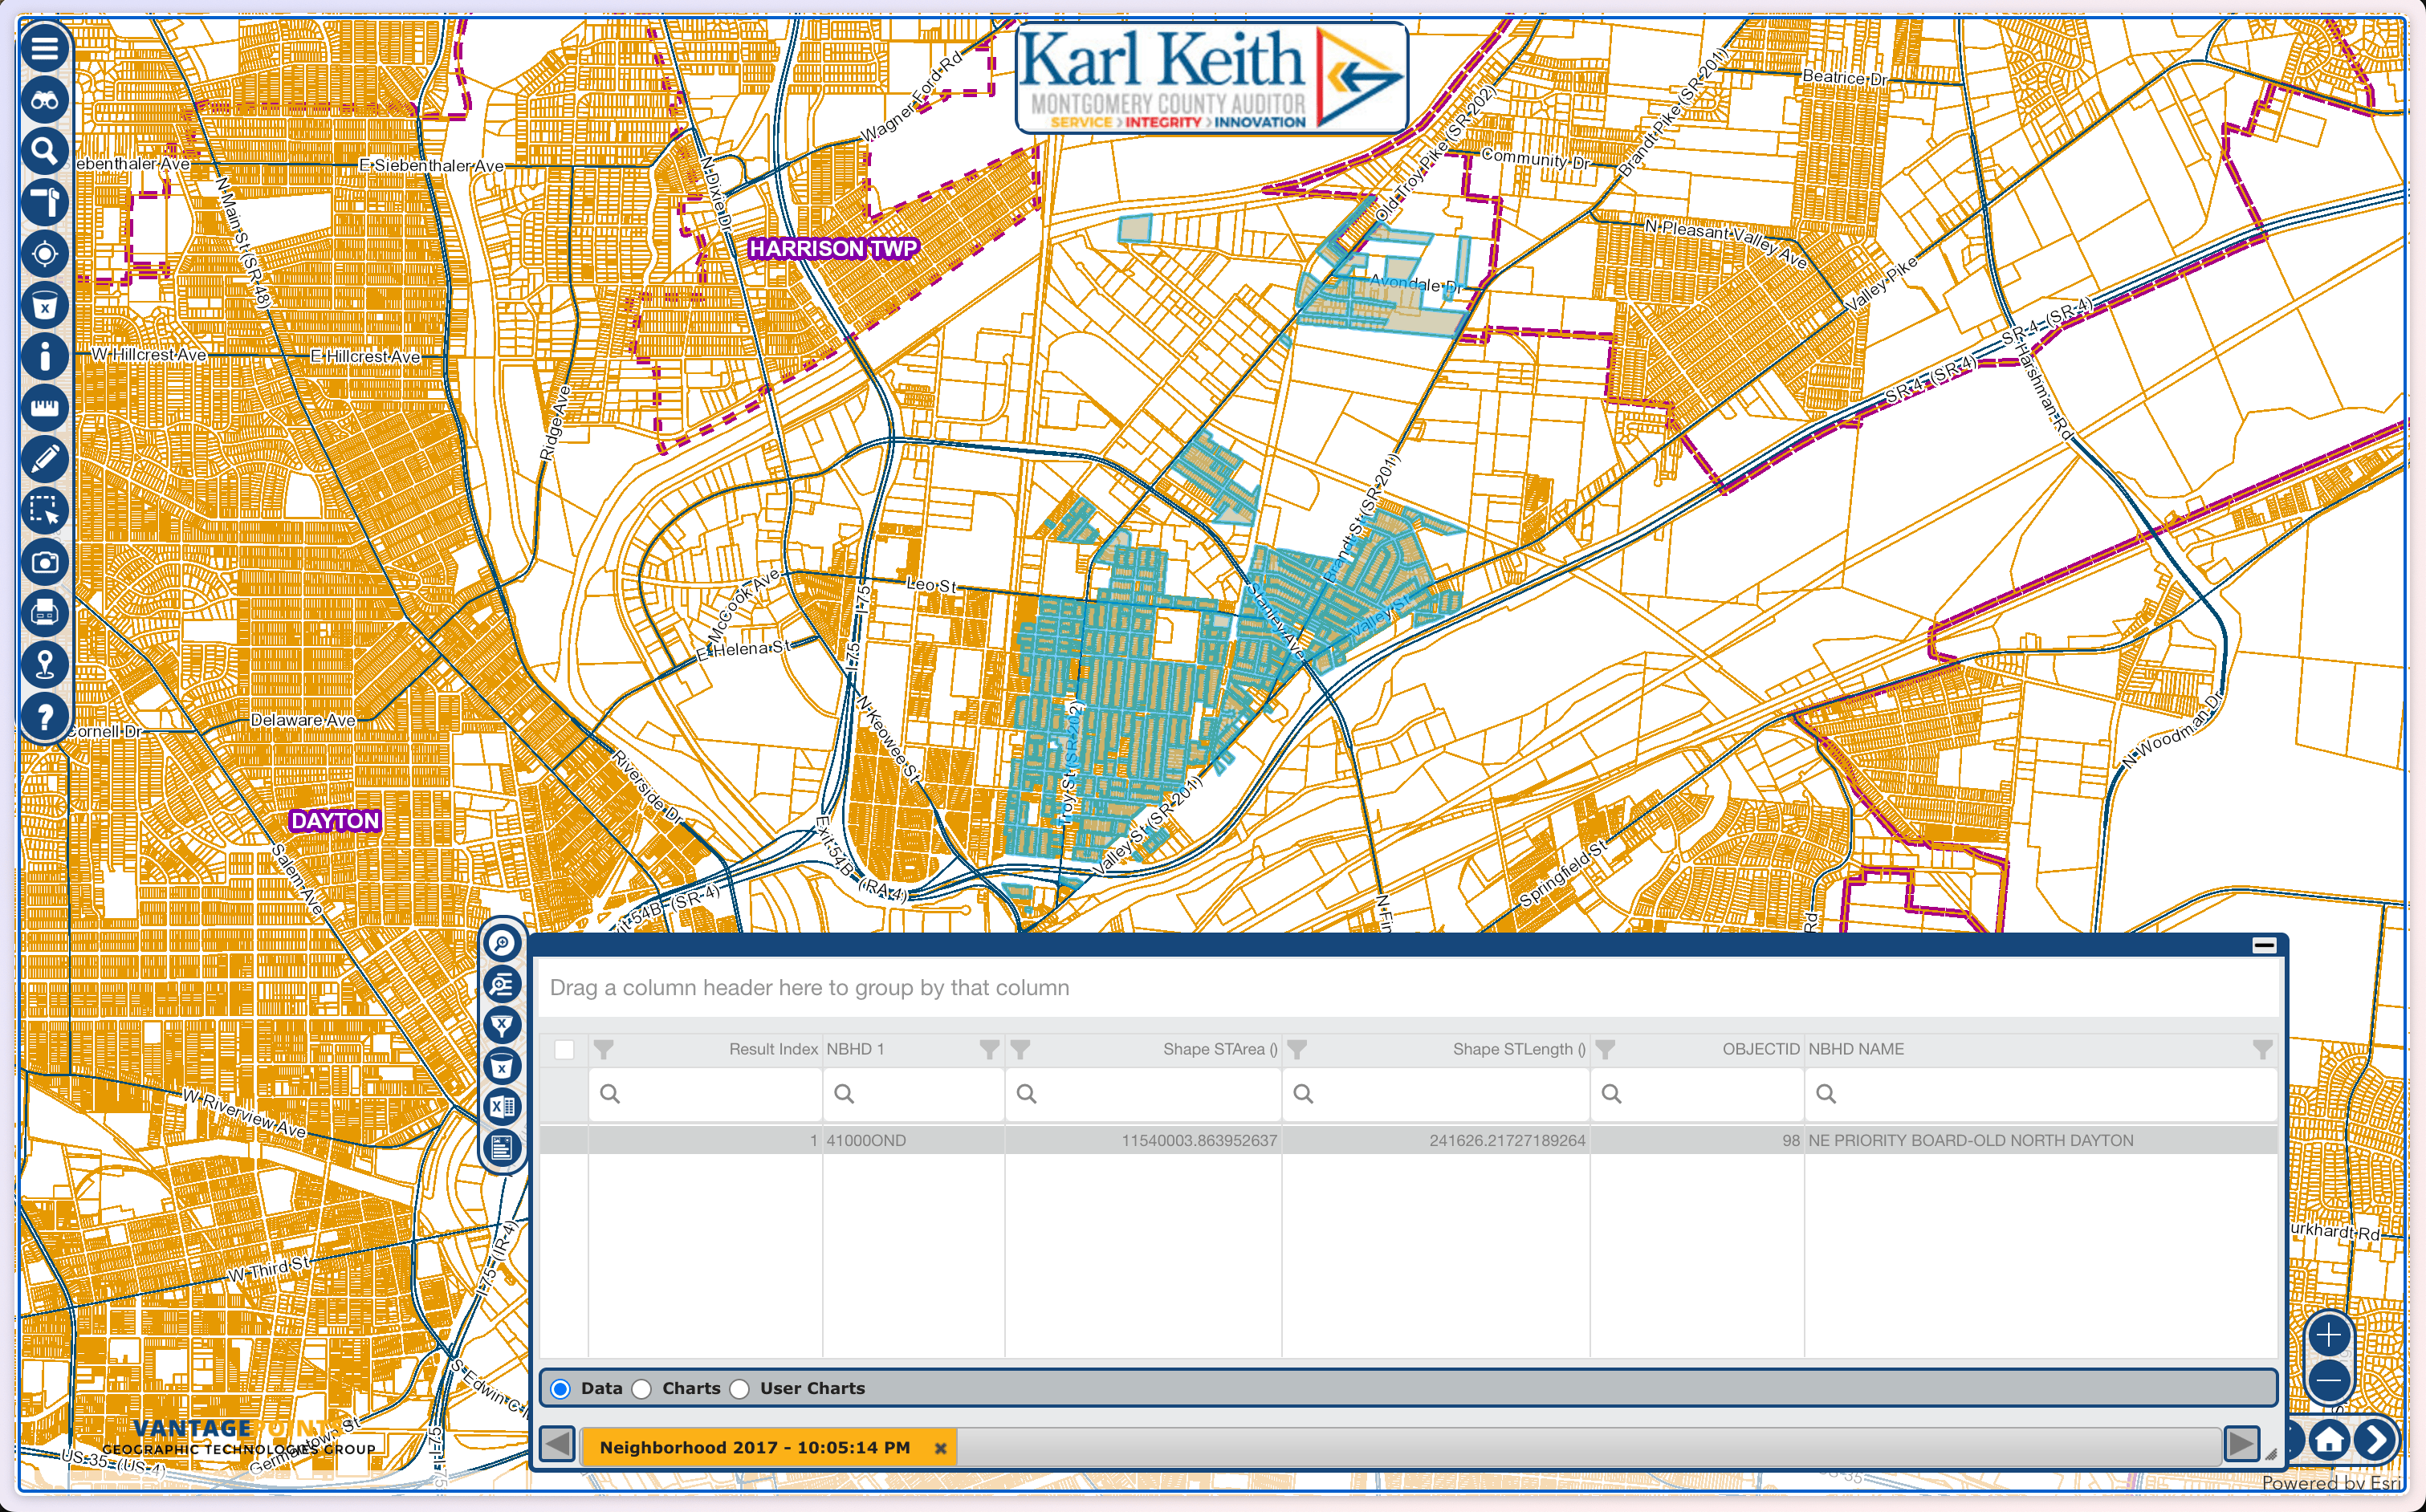 Karl Keith
MONTGOMERY COUNTY AUDITOR
SERVICE > INTEGRITY > INNOVATION
Wagner-Ford Rd
Old Troy Pike (SR-202)
Brandt Pike (SR-201)
Beatrice Dr
ebenthaler Ave
E Siebenthaler Ave
N Dixie Dr
Community Dr
N Main St (SR-48)
HARRISON TWP
N Pleasant Valley Ave
Avondale Dr
Valley Pike
SR-4 (SR-4)
W Hillcrest Ave
E Hillcrest Ave
SR-4 (SR-4)
Harshman Rd
Ridge Ave
Brandt St (SR-201)
E McCook Ave
Leo St
I-75
Stanley Ave
Valley St
E Helena St
I-75
Delaware Ave
Cornell Dr
N Keowee St
Troy St (SR-202)
N Woodman Dr
Riverside Dr
Valley St (SR-201)
DAYTON
Salem Ave
Exit 54B (RA-4)
Springfield St
xit-54B (SR-4)
N Fin
Rd
Drag a column header here to group by that column
Result Index NBHD 1 Shape STArea () Shape STLength () OBJECTID NBHD NAME
1 41000OND 11540003.863952637 241626.21727189264 98 NE PRIORITY BOARD-OLD NORTH DAYTON
W Riverview Ave
urkhardt Rd
W Third St
I-75 (IR-4)
S Edwin C
Data Charts User Charts
VANTAGEPOINT
GEOGRAPHIC TECHNOLOGIES GROUP
Germantown St
US-35 (US-4)
I-75
Neighborhood 2017 - 10:05:14 PM
Powered by Esri